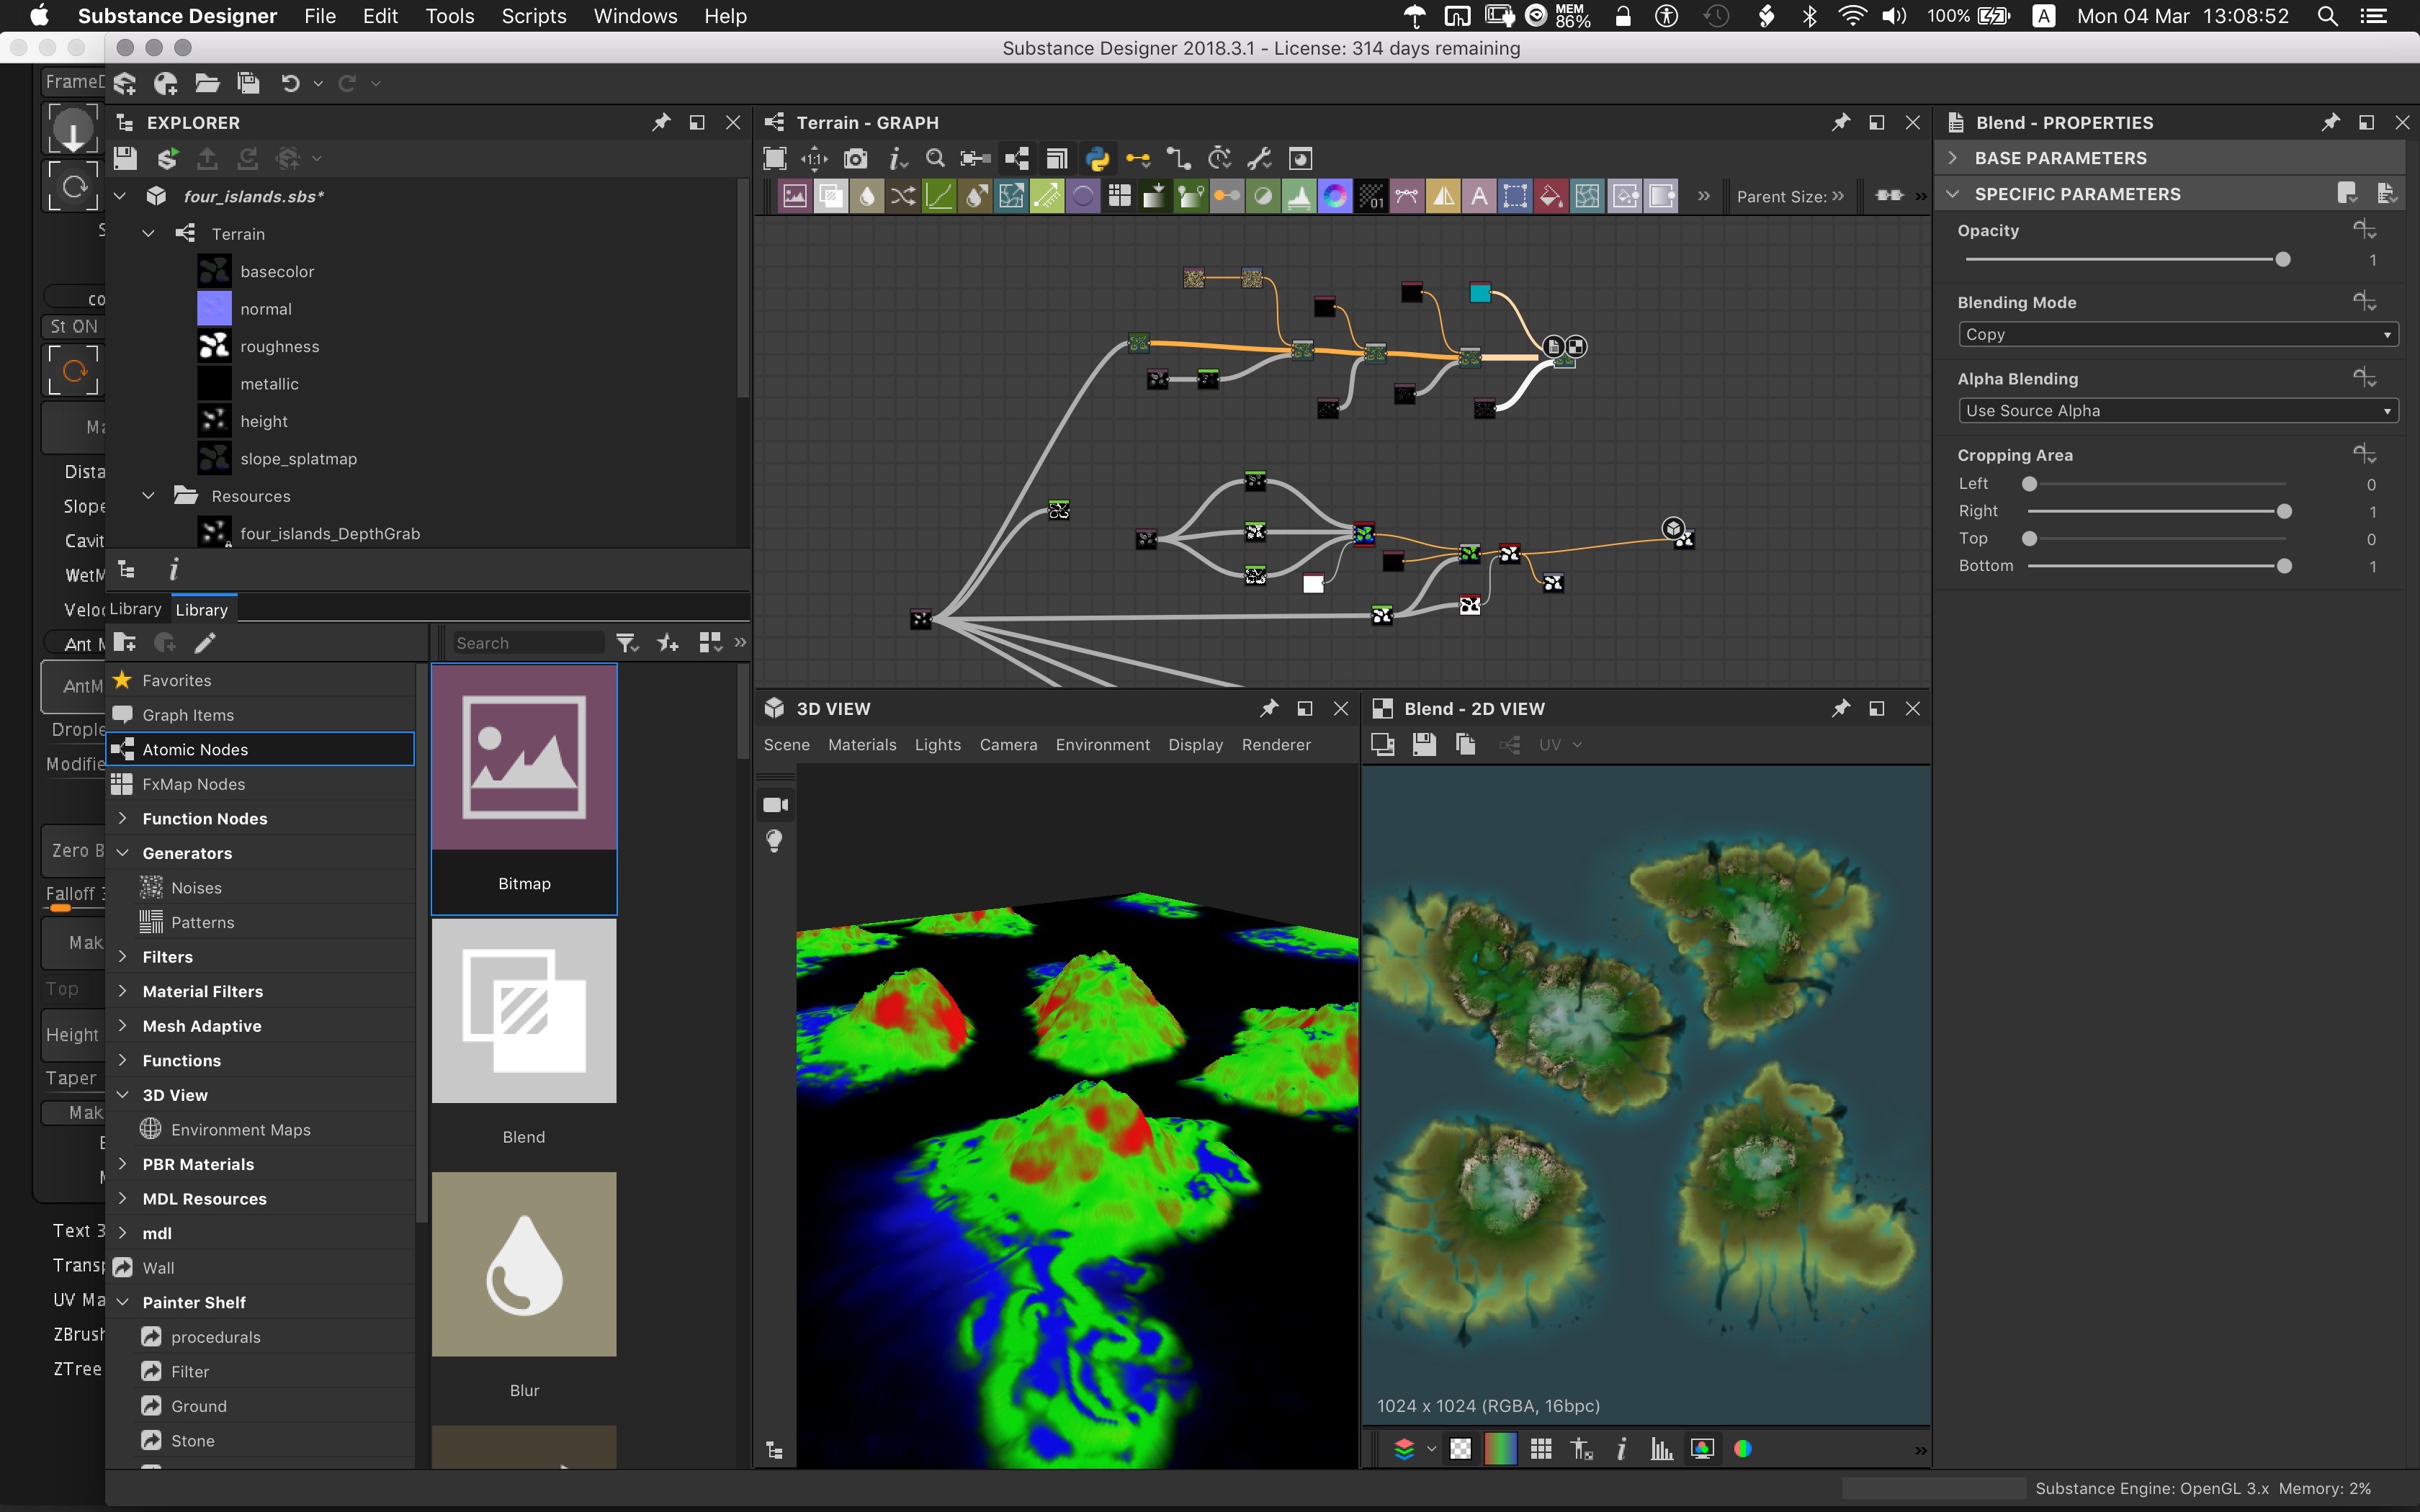 Substance Designer File Edit Tools Scripts Windows Help MEM 86% 100% A Mon 04 Mar 13:08:52
Substance Designer 2018.3.1 - License: 314 days remaining
FrameD
St ON
Dista
Slope
Cavit
WetM
Veloc
Ant M
AntM
Drople
Modifie
Zero B
Falloff 3
Mak
Top
Height
Taper
Mak
Text 3
Transp
UV Ma
ZBrush
ZTree
EXPLORER
four_islands.sbs*
Terrain
basecolor
normal
roughness
metallic
height
slope_splatmap
Resources
four_islands_DepthGrab
Library Library
Search
Favorites
Graph Items
Atomic Nodes
FxMap Nodes
Function Nodes
Generators
Noises
Patterns
Filters
Material Filters
Mesh Adaptive
Functions
3D View
Environment Maps
PBR Materials
MDL Resources
mdl
Wall
Painter Shelf
procedurals
Filter
Ground
Stone
Bitmap
Blend
Blur
Terrain - GRAPH
1:1
01
A
Parent Size:
3D VIEW
Scene Materials Lights Camera Environment Display Renderer
Blend - 2D VIEW
UV
1024 x 1024 (RGBA, 16bpc)
Blend - PROPERTIES
BASE PARAMETERS
SPECIFIC PARAMETERS
Opacity
1
Blending Mode
Copy
Alpha Blending
Use Source Alpha
Cropping Area
Left 0
Right 1
Top 0
Bottom 1
Substance Engine: OpenGL 3.x Memory: 2%